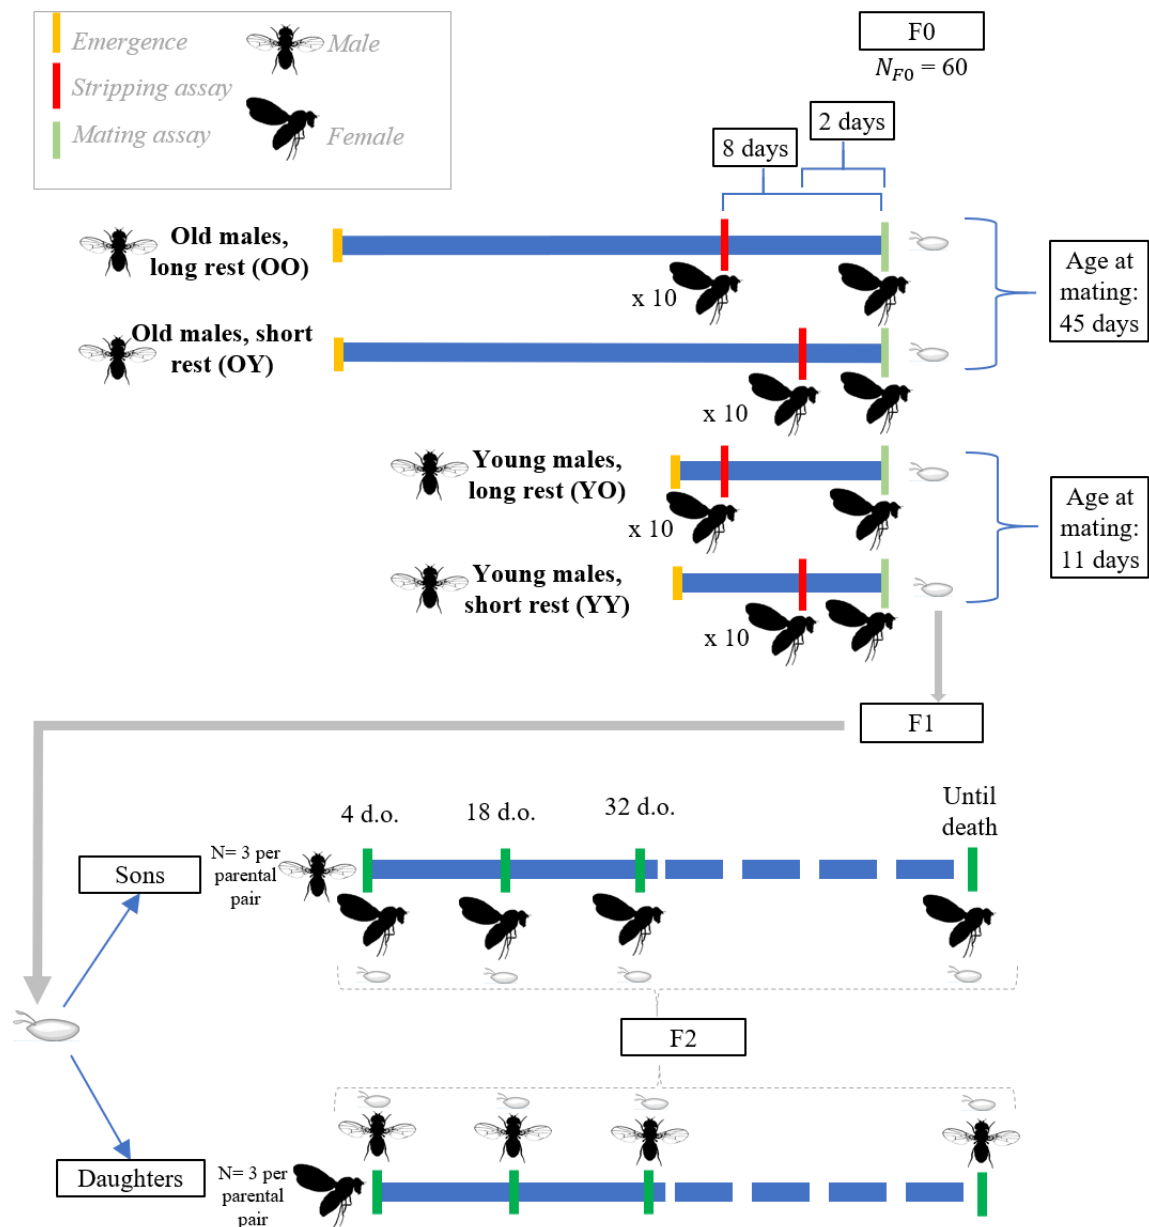 Emergence
Male
Stripping assay
Mating assay
Female
F0
N_F0 = 60
2 days
8 days
Old males,
long rest (OO)
x 10
Age at
mating:
45 days
Old males, short
rest (OY)
x 10
Young males,
long rest (YO)
x 10
Age at
mating:
11 days
Young males,
short rest (YY)
x 10
F1
4 d.o.
18 d.o.
32 d.o.
Until
death
Sons
N= 3 per
parental
pair
F2
Daughters
N= 3 per
parental
pair